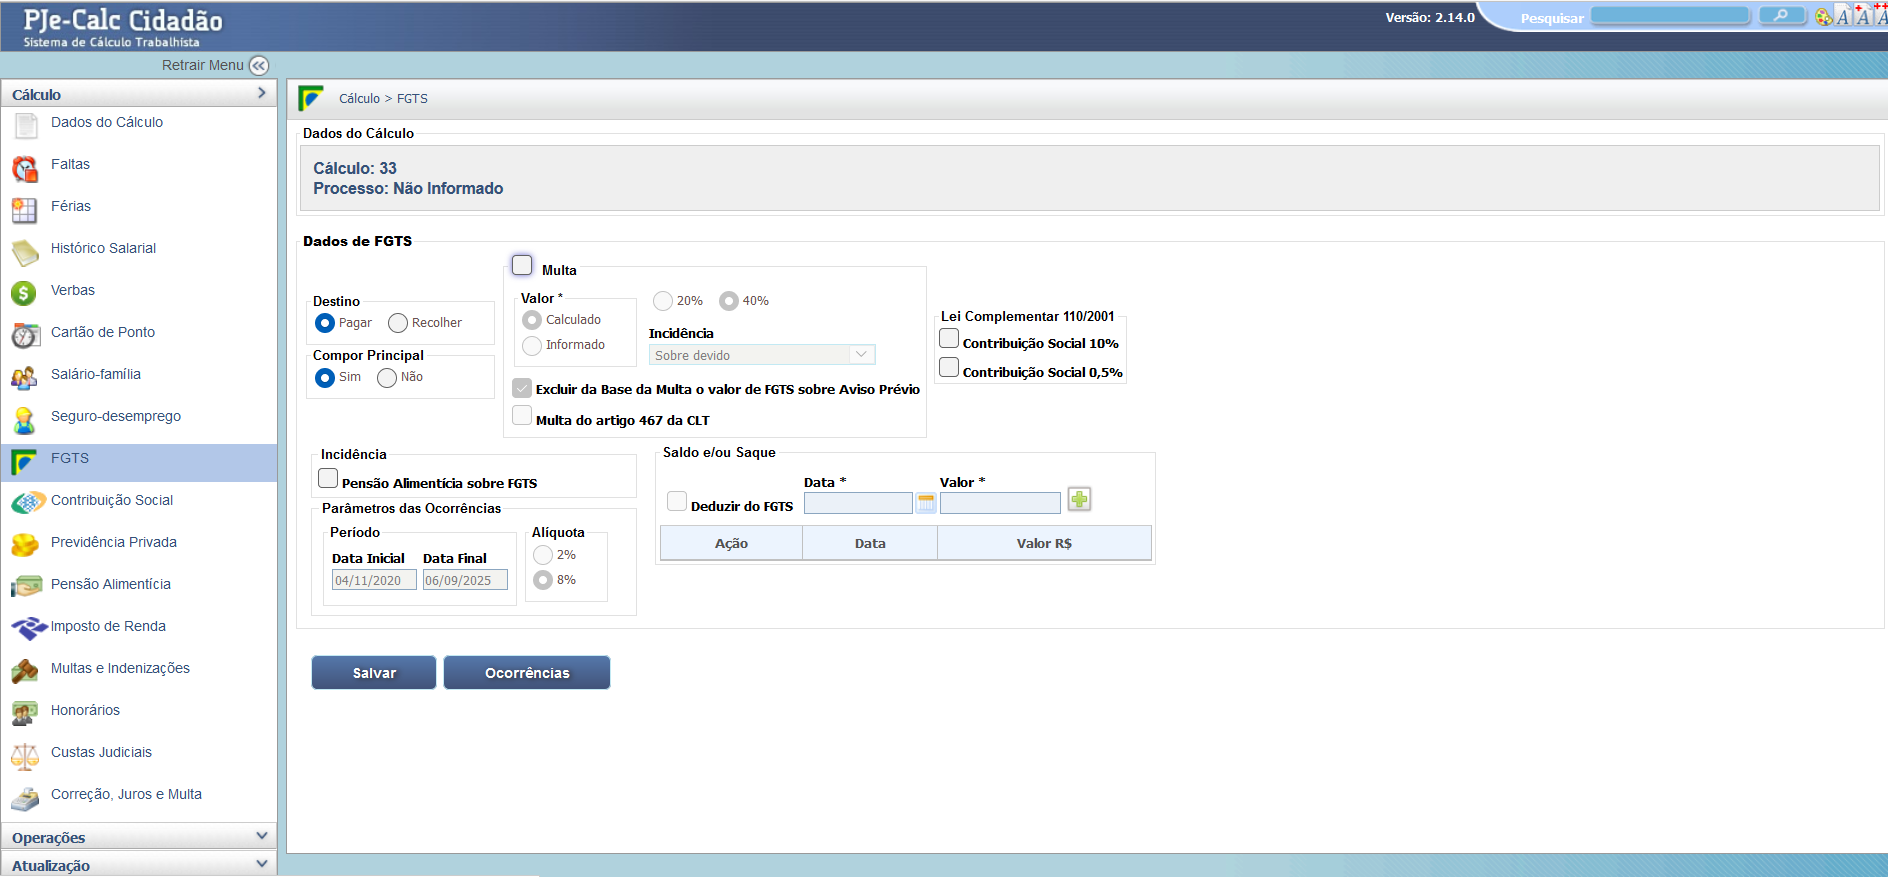 PJe-Calc Cidadão
Sistema de Cálculo Trabalhista
Versão: 2.14.0
Pesquisar
Retrair Menu
Cálculo
Dados do Cálculo
Faltas
Férias
Histórico Salarial
Verbas
Cartão de Ponto
Salário-família
Seguro-desemprego
FGTS
Contribuição Social
Previdência Privada
Pensão Alimentícia
Imposto de Renda
Multas e Indenizações
Honorários
Custas Judiciais
Correção, Juros e Multa
Operações
Atualização
Cálculo > FGTS
Dados do Cálculo
Cálculo: 33
Processo: Não Informado
Dados de FGTS
Destino
Pagar Recolher
Compor Principal
Sim Não
Multa
Valor *
Calculado
Informado
20% 40%
Incidência
Sobre devido
Excluir da Base da Multa o valor de FGTS sobre Aviso Prévio
Multa do artigo 467 da CLT
Lei Complementar 110/2001
Contribuição Social 10%
Contribuição Social 0,5%
Incidência
Pensão Alimentícia sobre FGTS
Parâmetros das Ocorrências
Período
Data Inicial Data Final
04/11/2020 06/09/2025
Alíquota
2%
8%
Saldo e/ou Saque
Deduzir do FGTS
Data * Valor *
Ação Data Valor R$
Salvar Ocorrências